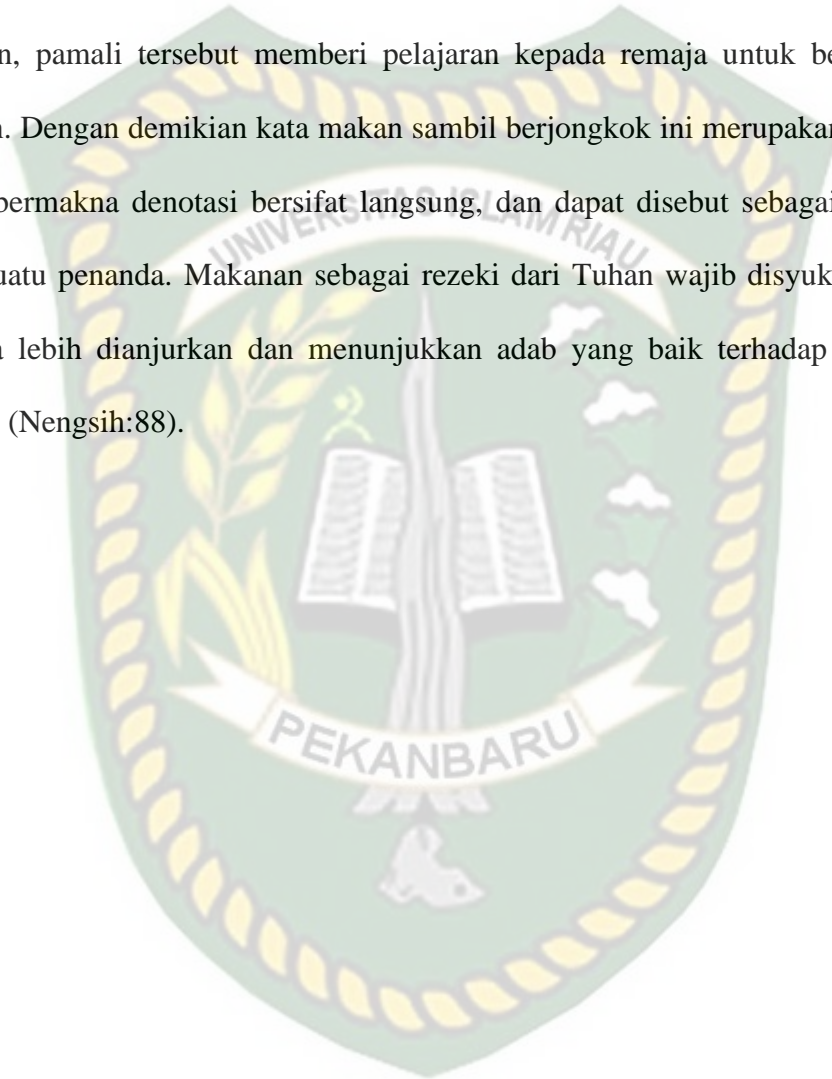 n, pamali tersebut memberi pelajaran kepada remaja untuk be
n. Dengan demikian kata makan sambil berjongkok ini merupakan
bermakna denotasi bersifat langsung, dan dapat disebut sebagai
uatu penanda. Makanan sebagai rezeki dari Tuhan wajib disyuk
a lebih dianjurkan dan menunjukkan adab yang baik terhadap
(Nengsih:88).
UNIVERSITAS ISLAM RIAU
PEKANBARU